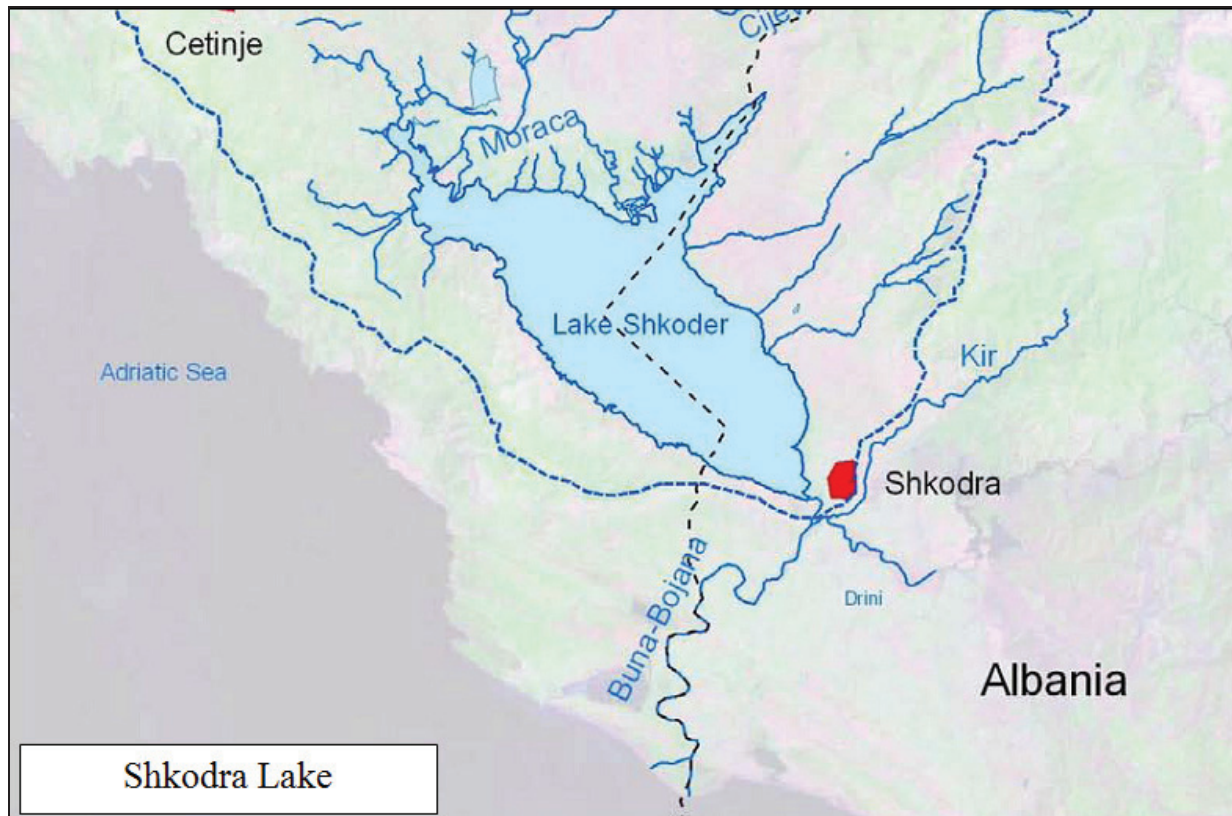 Cetinje
Moraca
Lake Shkoder
Adriatic Sea
Kir
Shkodra
Buna-Bojana
Drini
Albania
Shkodra Lake